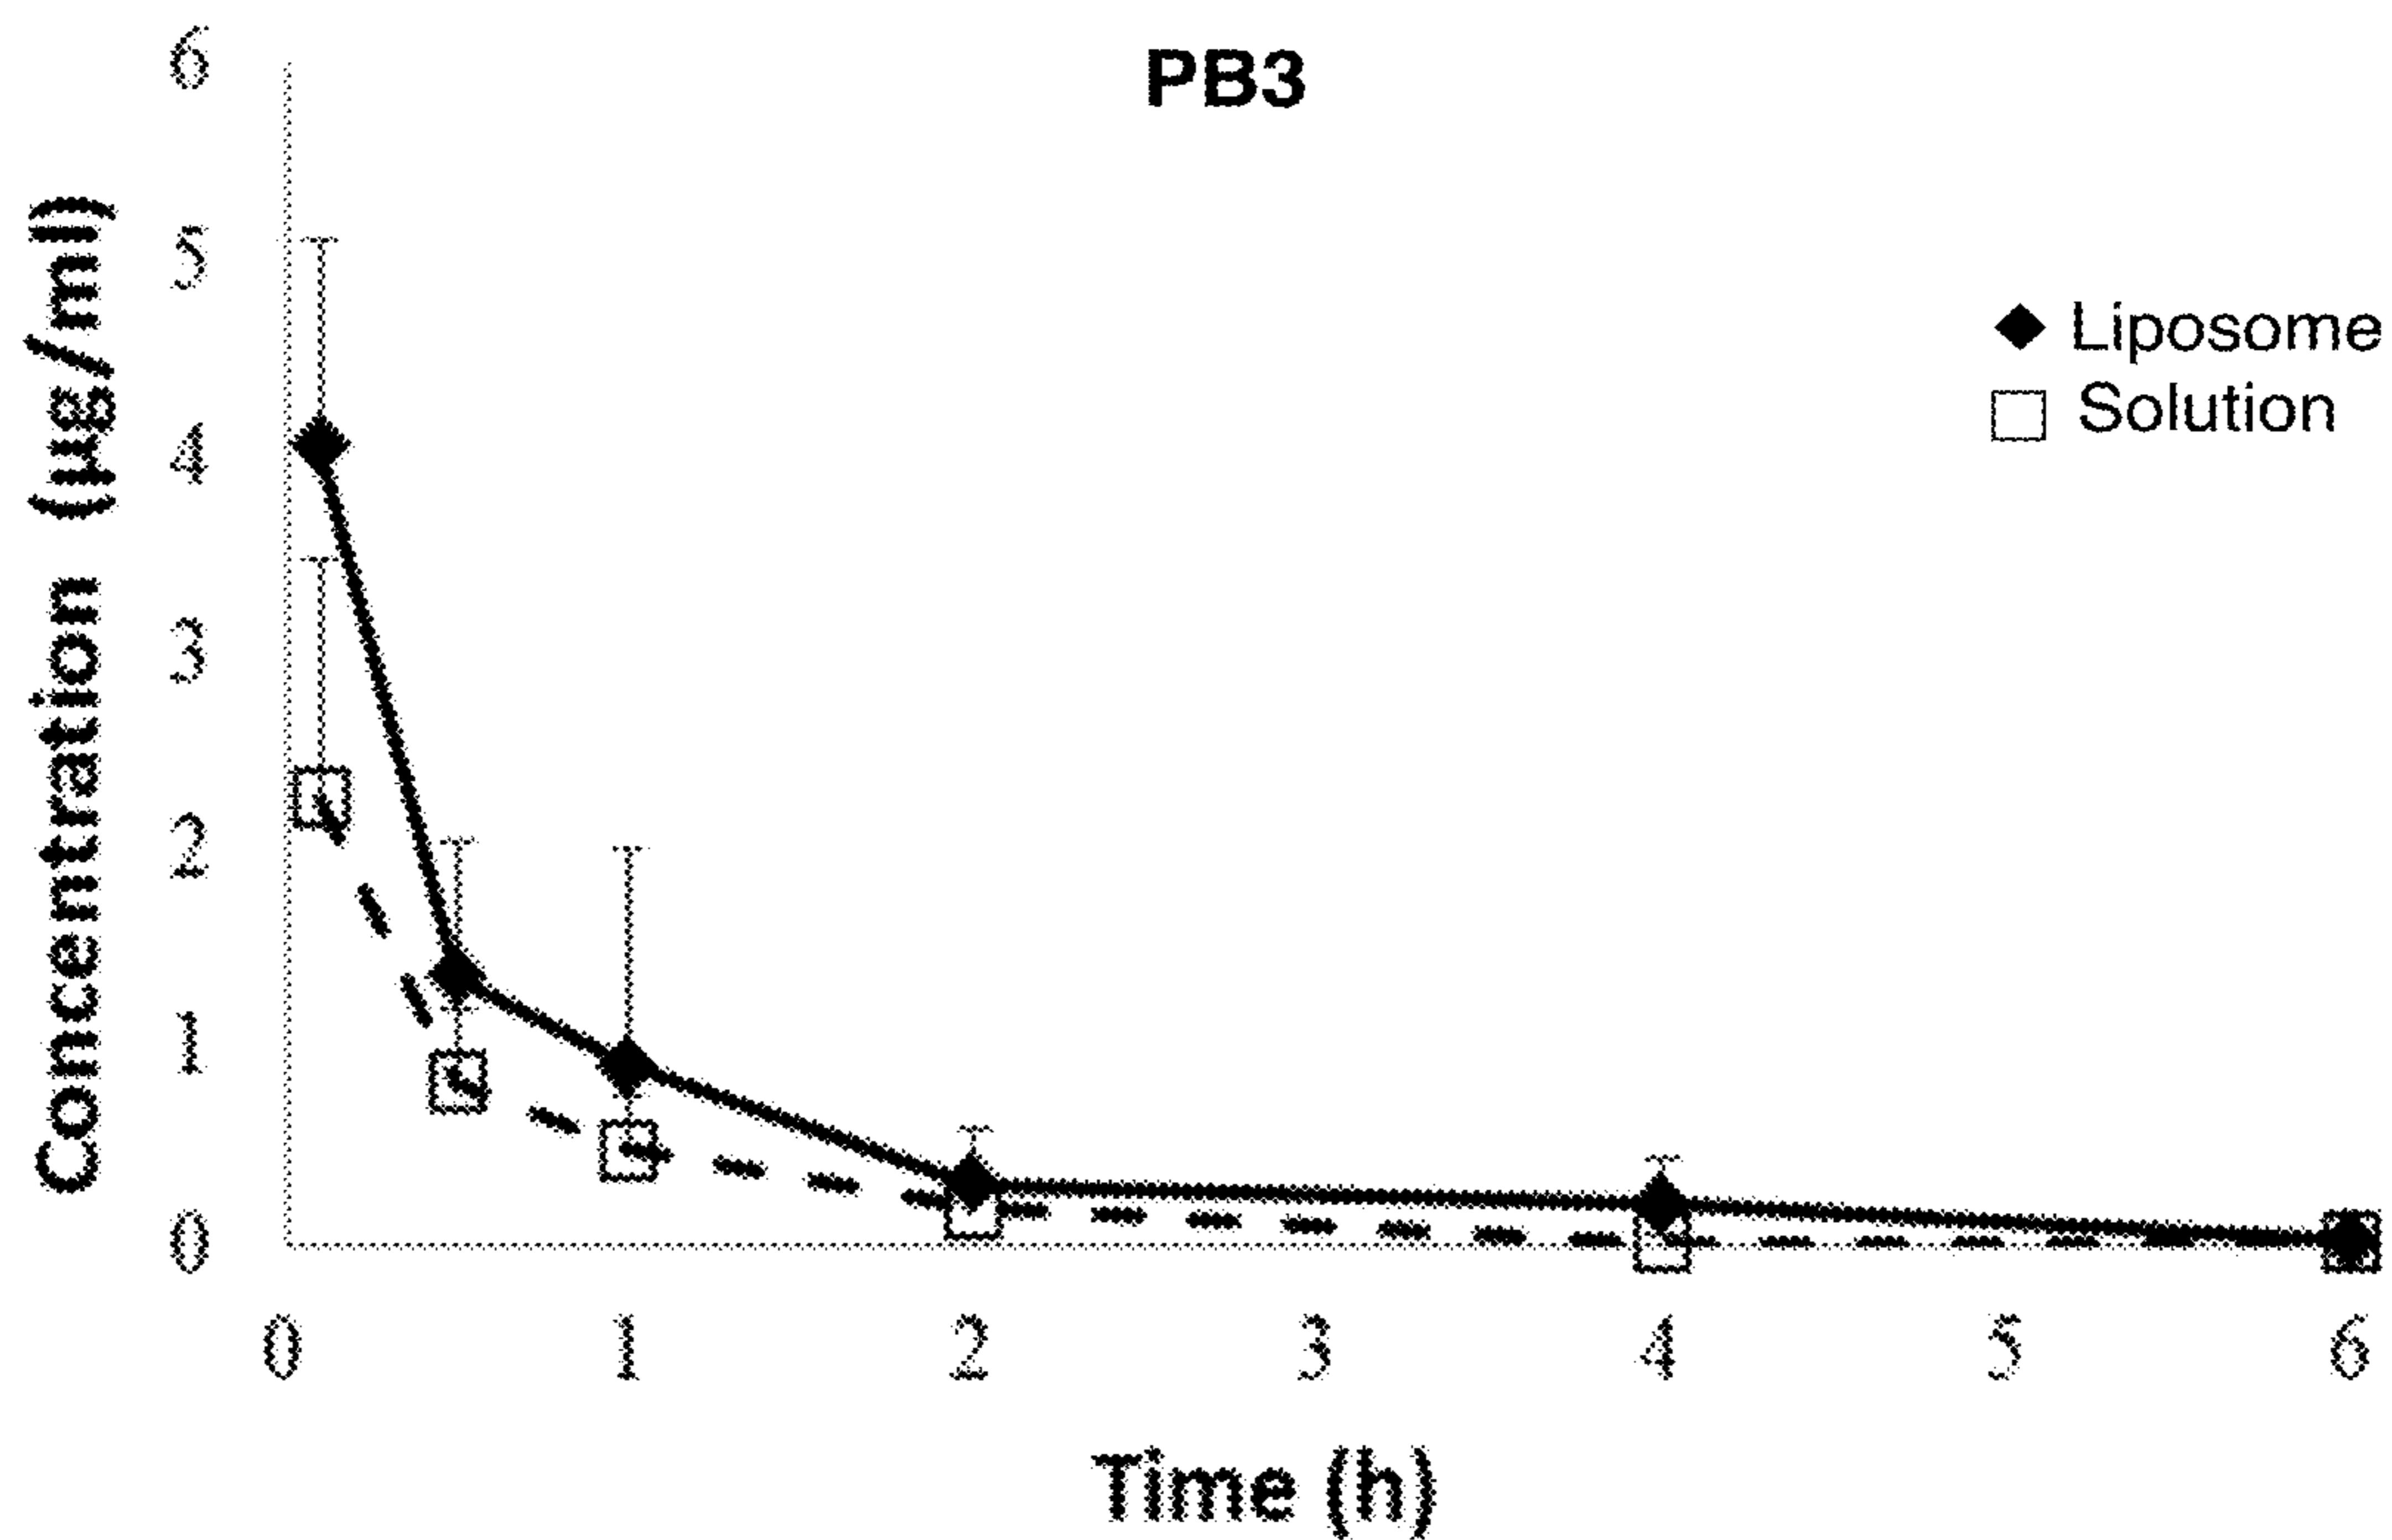 PB3
Concentration (µg/ml)
6
5
4
3
2
1
0
Liposome
Solution
0 1 2 3 4 5 6
Time (h)